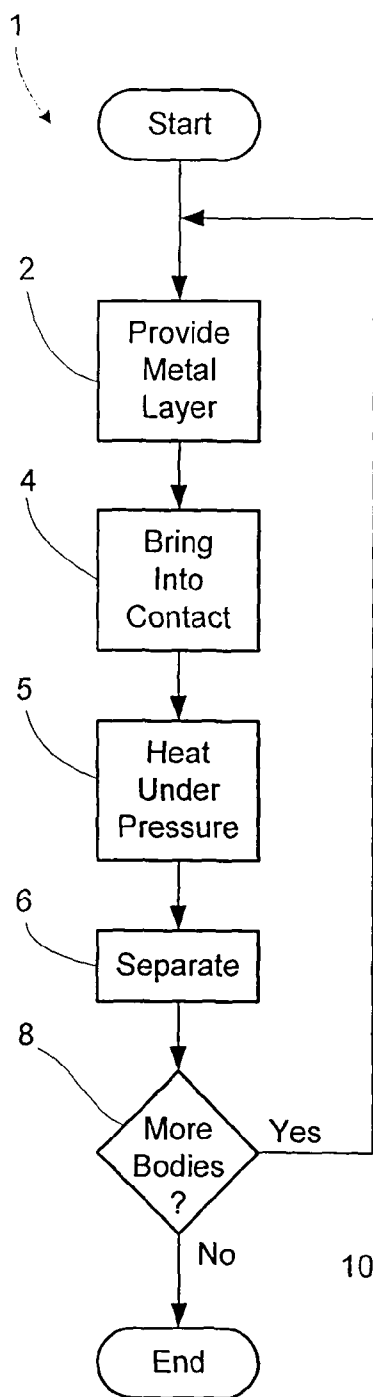 1
Start
2
Provide
Metal
Layer
4
Bring
Into
Contact
5
Heat
Under
Pressure
6
Separate
8
More
Bodies
?
Yes
No
10
End